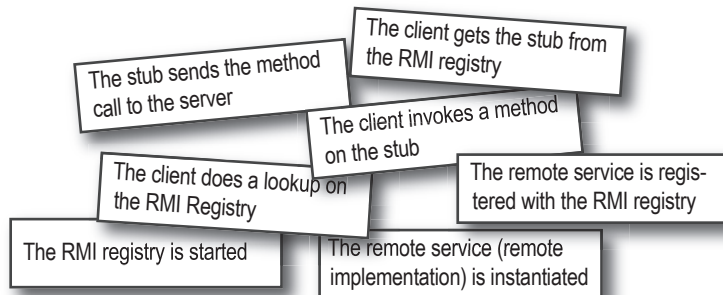 The client gets the stub from
the RMI registry
The stub sends the method
call to the server
The client invokes a method
on the stub
The client does a lookup on
the RMI Registry
The remote service is regis-
tered with the RMI registry
The RMI registry is started
The remote service (remote
implementation) is instantiated